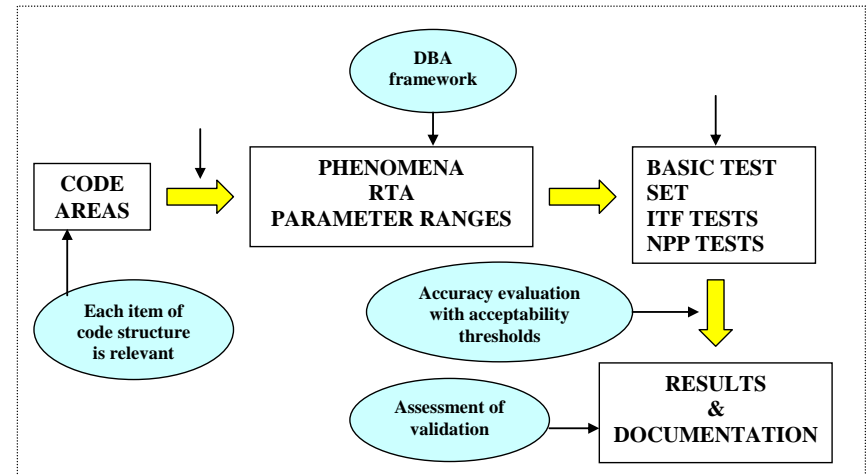 DBA
framework
CODE
AREAS
PHENOMENA
RTA
PARAMETER RANGES
BASIC TEST
SET
ITF TESTS
NPP TESTS
Each item of
code structure
is relevant
Accuracy evaluation
with acceptability
thresholds
Assessment of
validation
RESULTS
&
DOCUMENTATION